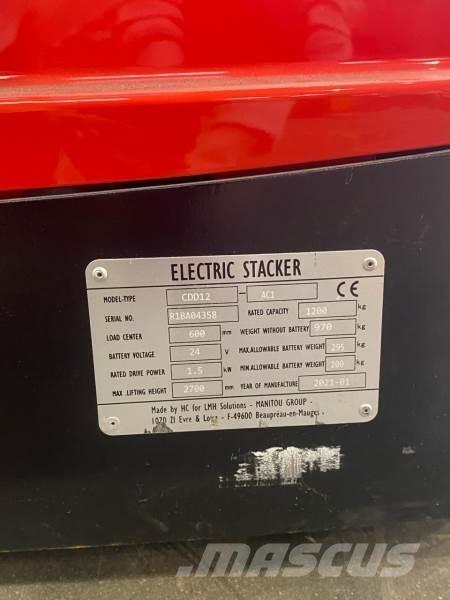 ELECTRIC STACKER
MODEL-TYPE CDD12 - AC1 CE
SERIAL NO. R1BA04358 RATED CAPACITY 1200 kg
LOAD CENTER 600 mm WEIGHT WITHOUT BATTERY 970 kg
BATTERY VOLTAGE 24 V MAX.ALLOWABLE BATTERY WEIGHT 295 kg
RATED DRIVE POWER 1.5 kW MIN.ALLOWABLE BATTERY WEIGHT 200 kg
MAX LIFTING HEIGHT 2700 mm YEAR OF MANUFACTURE 2021-01
Made by HC for LMH Solutions - MANITOU GROUP -
1070 ZI Evre & Loire - F-49600 Beaupréau-en-Mauges
MASCUS